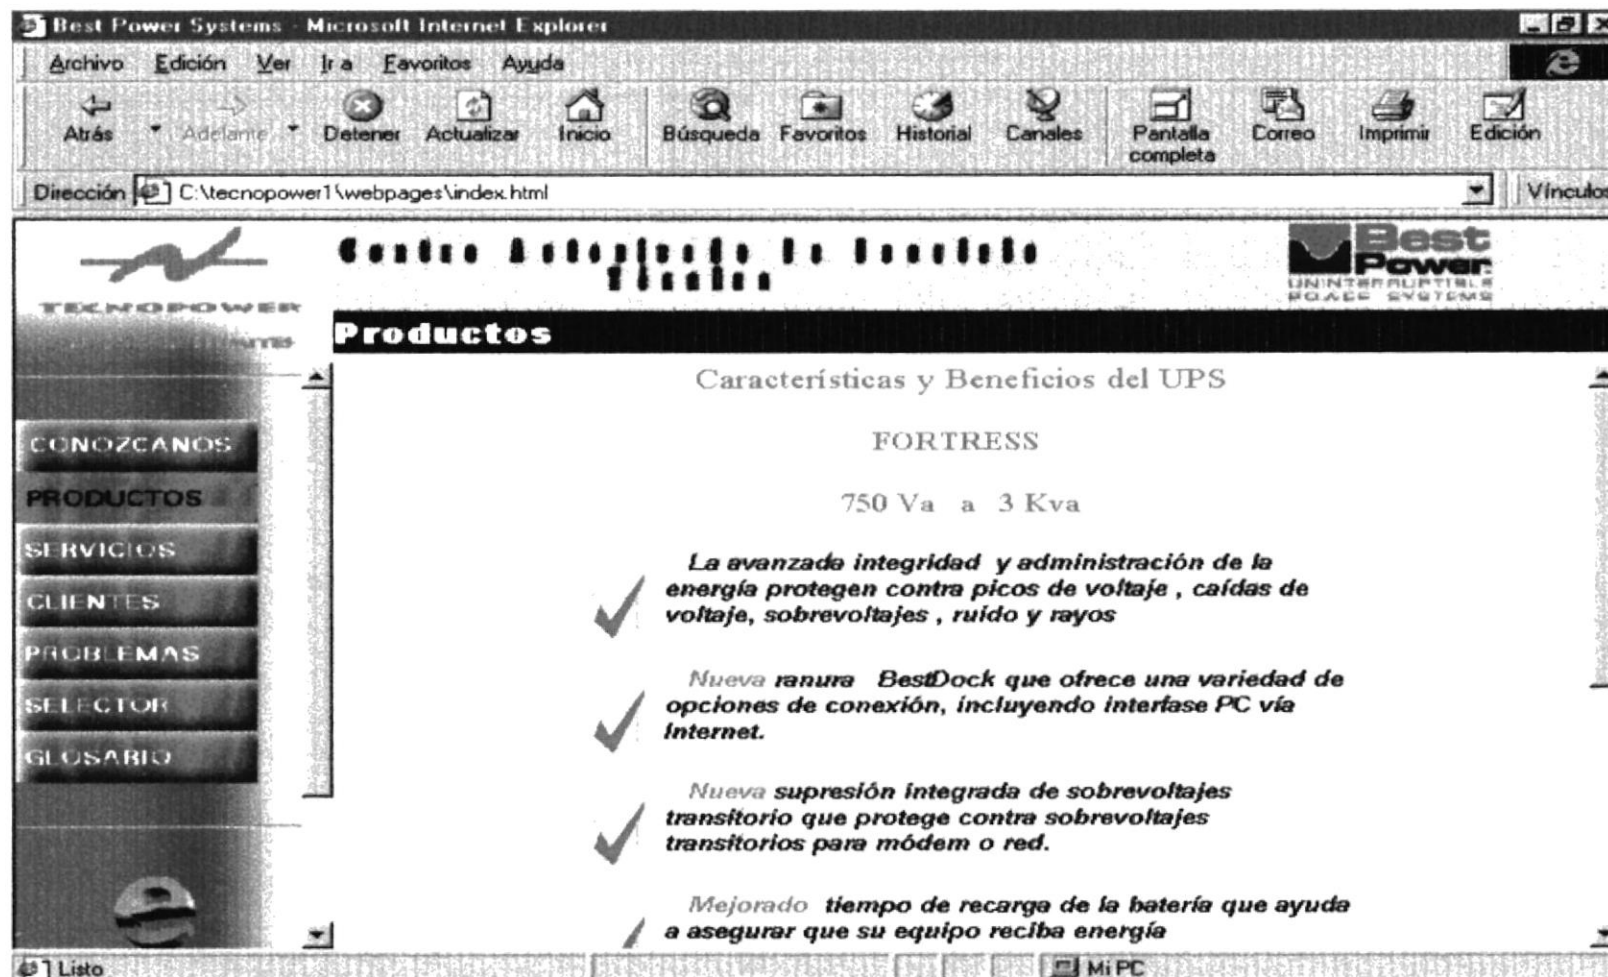 Best Power Systems - Microsoft Internet Explorer
Archivo Edición Ver Ir a Favoritos Ayuda
Atrás Adelante Detener Actualizar Inicio Búsqueda Favoritos Historial Canales Pantalla completa Correo Imprimir Edición
Dirección C:\tecnopower1\webpages\index.html Vínculos
TECNOPOWER
Best
Power
UNINTERRUPTIBLE
POWER SYSTEMS
Productos
CONOZCANOS
PRODUCTOS
SERVICIOS
CLIENTES
PROBLEMAS
SELECTOR
GLOSARIO
Características y Beneficios del UPS
FORTRESS
750 Va a 3 Kva
La avanzada integridad y administración de la
energía protegen contra picos de voltaje , caídas de
voltaje, sobrevoltajes , ruído y rayos
Nueva ranura BestDock que ofrece una variedad de
opciones de conexión, incluyendo interfase PC vía
Internet.
Nueva supresión integrada de sobrevoltajes
transitorio que protege contra sobrevoltajes
transitorios para módem o red.
Mejorado tiempo de recarga de la batería que ayuda
a asegurar que su equipo reciba energía
Listo
Mi PC